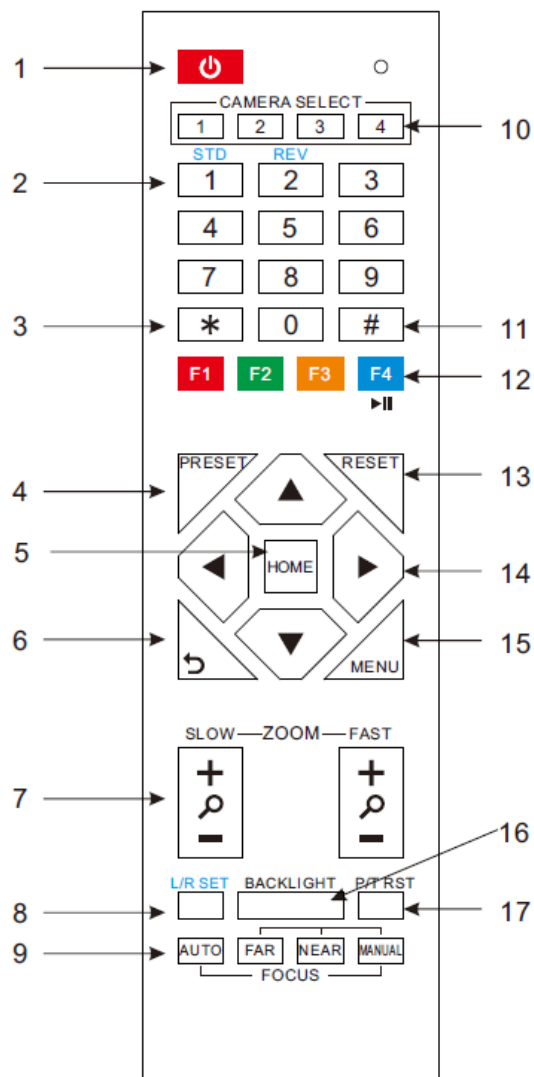 1
CAMERA SELECT
1 2 3 4 10
STD REV
2 1 2 3
4 5 6
7 8 9
3 * 0 # 11
F1 F2 F3 F4 12
PRESET RESET
4 13
5 HOME 14
6 15
MENU
SLOW ZOOM FAST
+ +
7
- -
16
L/R SET BACKLIGHT P/T RST
8 17
9 AUTO FAR NEAR MANUAL
FOCUS